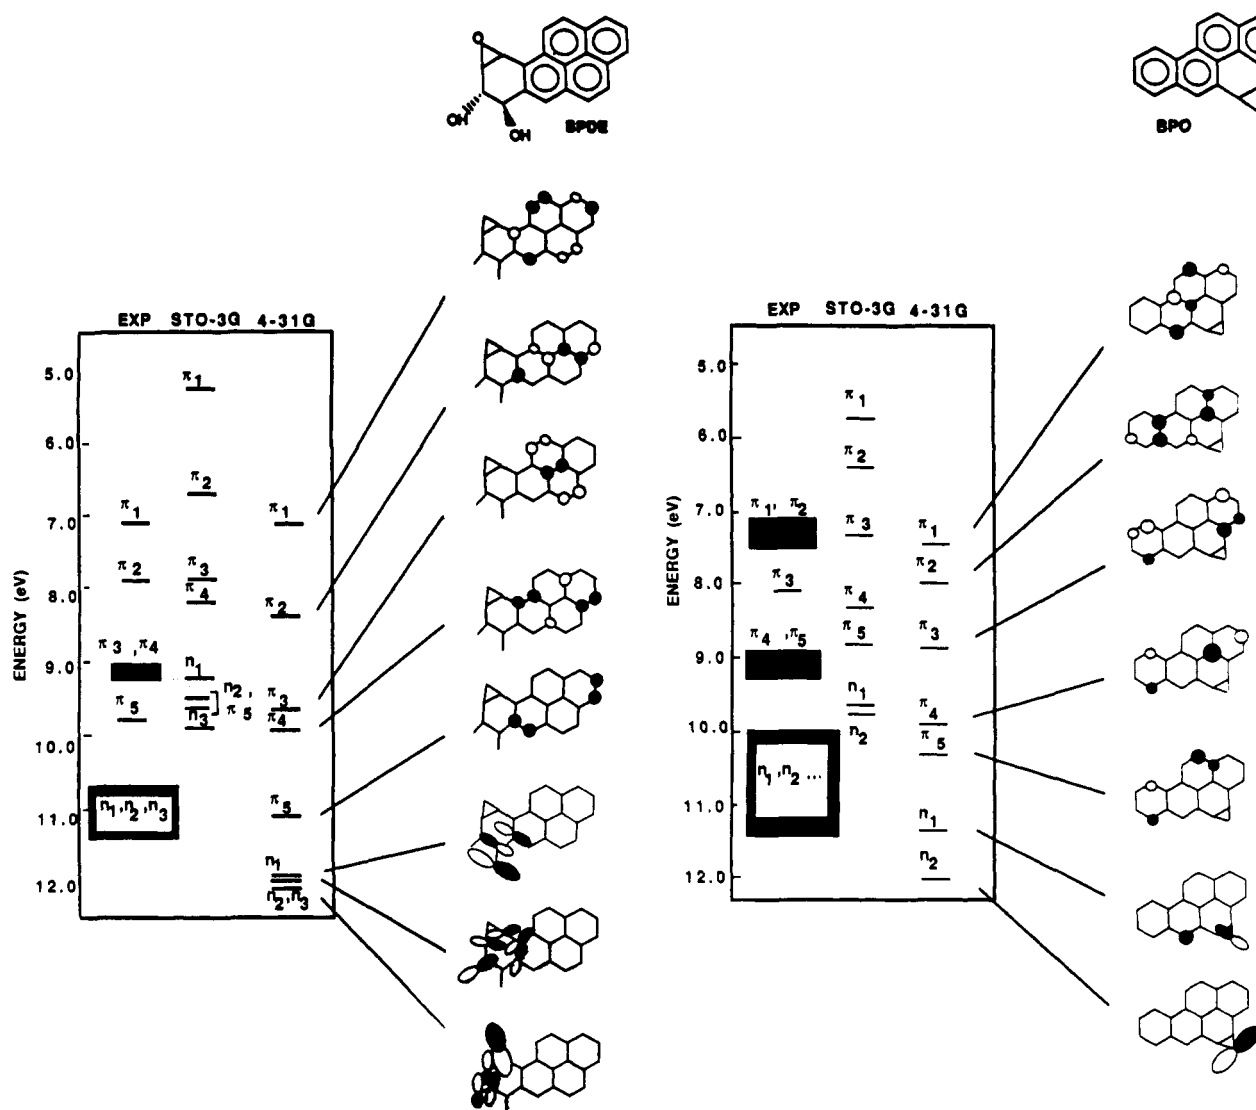 O
OH
OH
BPDE
BPO
EXP STO-3G 4-31G
ENERGY (eV)
5.0
6.0
7.0
8.0
9.0
10.0
11.0
12.0
π1
π2
π3 , π4
π5
n1,n2,n3
π1
π2
π3
π4
n1
n2 ,
π5
n3
π1
π2
π3
π4
π5
n1
n2,n3
EXP STO-3G 4-31G
ENERGY (eV)
5.0
6.0
7.0
8.0
9.0
10.0
11.0
12.0
π1, π2
π3
π4 ,π5
n1,n2 ...
π1
π2
π3
π4
π5
n1
n2
π1
π2
π3
π4
π5
n1
n2